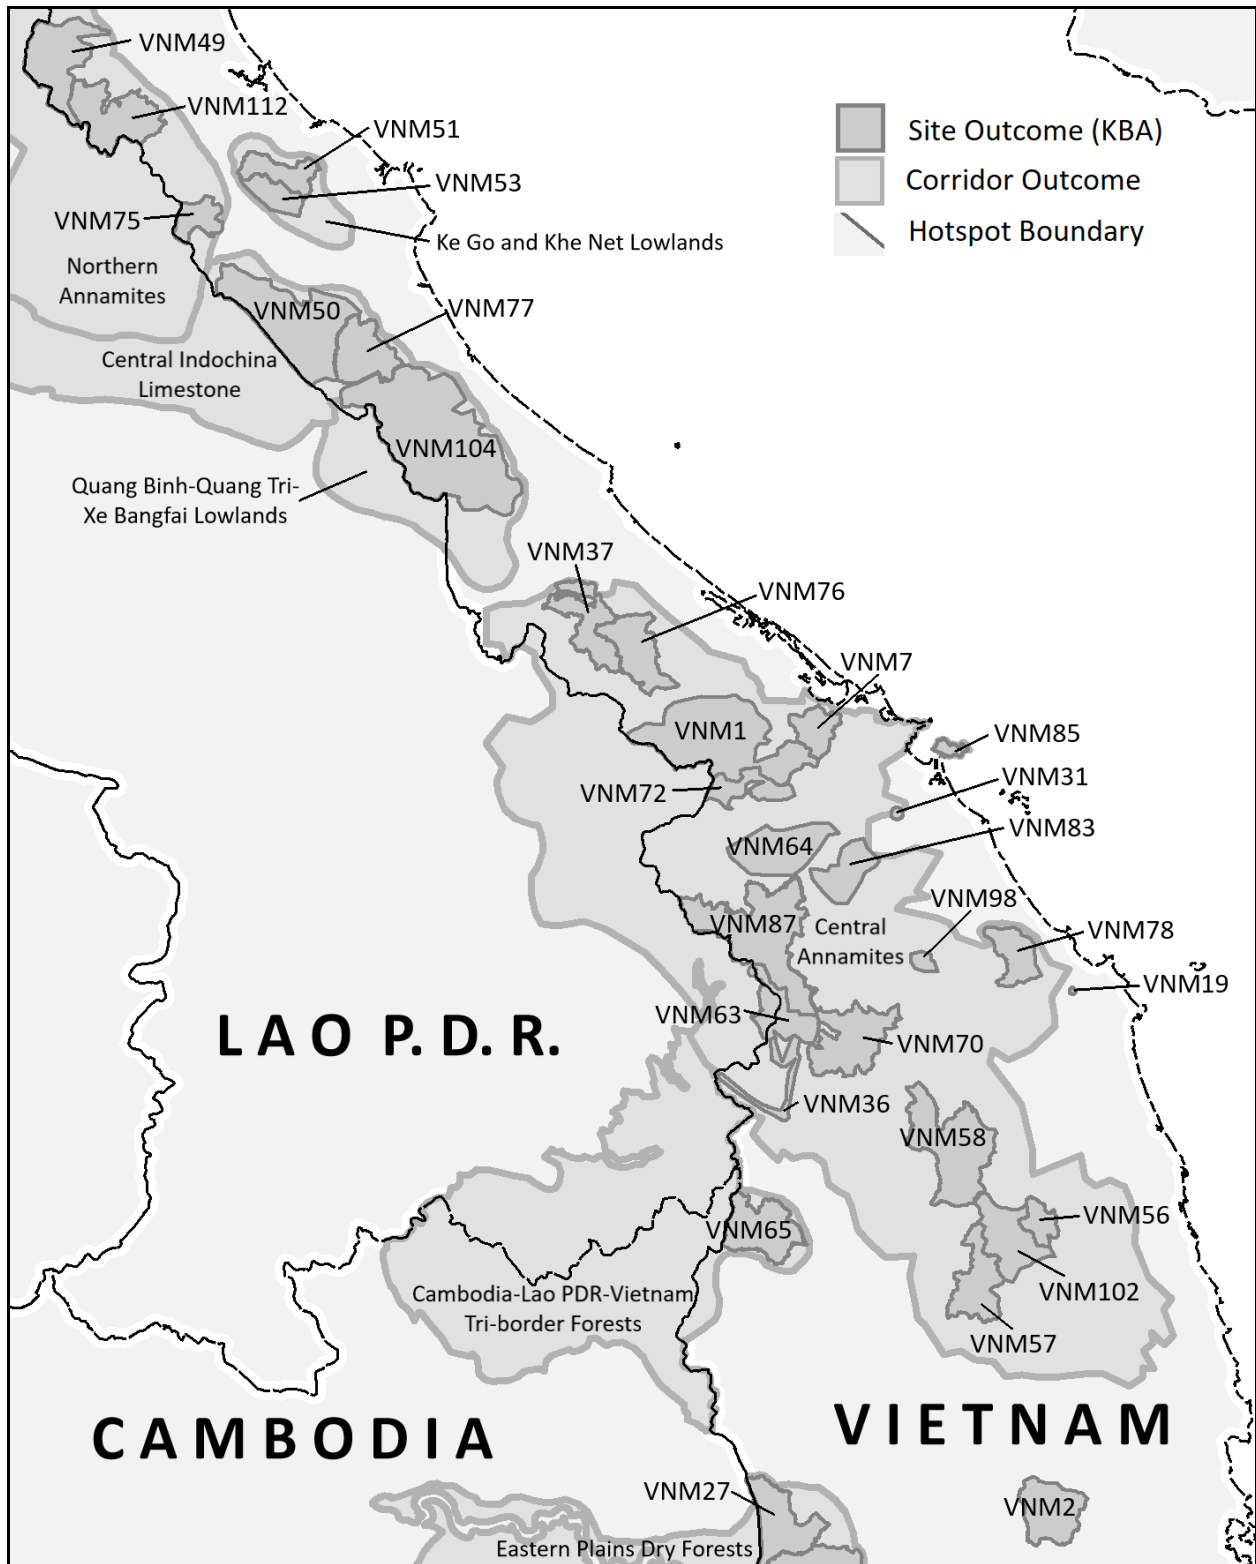 VNM49
VNM112
VNM51
Site Outcome (KBA)
VNM53
Corridor Outcome
VNM75
Ke Go and Khe Net Lowlands
Hotspot Boundary
Northern
Annamites
VNM50
VNM77
Central Indochina
Limestone
VNM104
Quang Binh-Quang Tri-
Xe Bangfai Lowlands
VNM37
VNM76
VNM7
VNM1
VNM85
VNM72
VNM31
VNM83
VNM64
VNM98
VNM87
Central
Annamites
VNM78
VNM19
VNM63
LAO P. D. R.
VNM70
VNM36
VNM58
VNM65
VNM56
VNM102
Cambodia-Lao PDR-Vietnam
Tri-border Forests
VNM57
CAMBODIA
VIETNAM
VNM27
VNM2
Eastern Plains Dry Forests